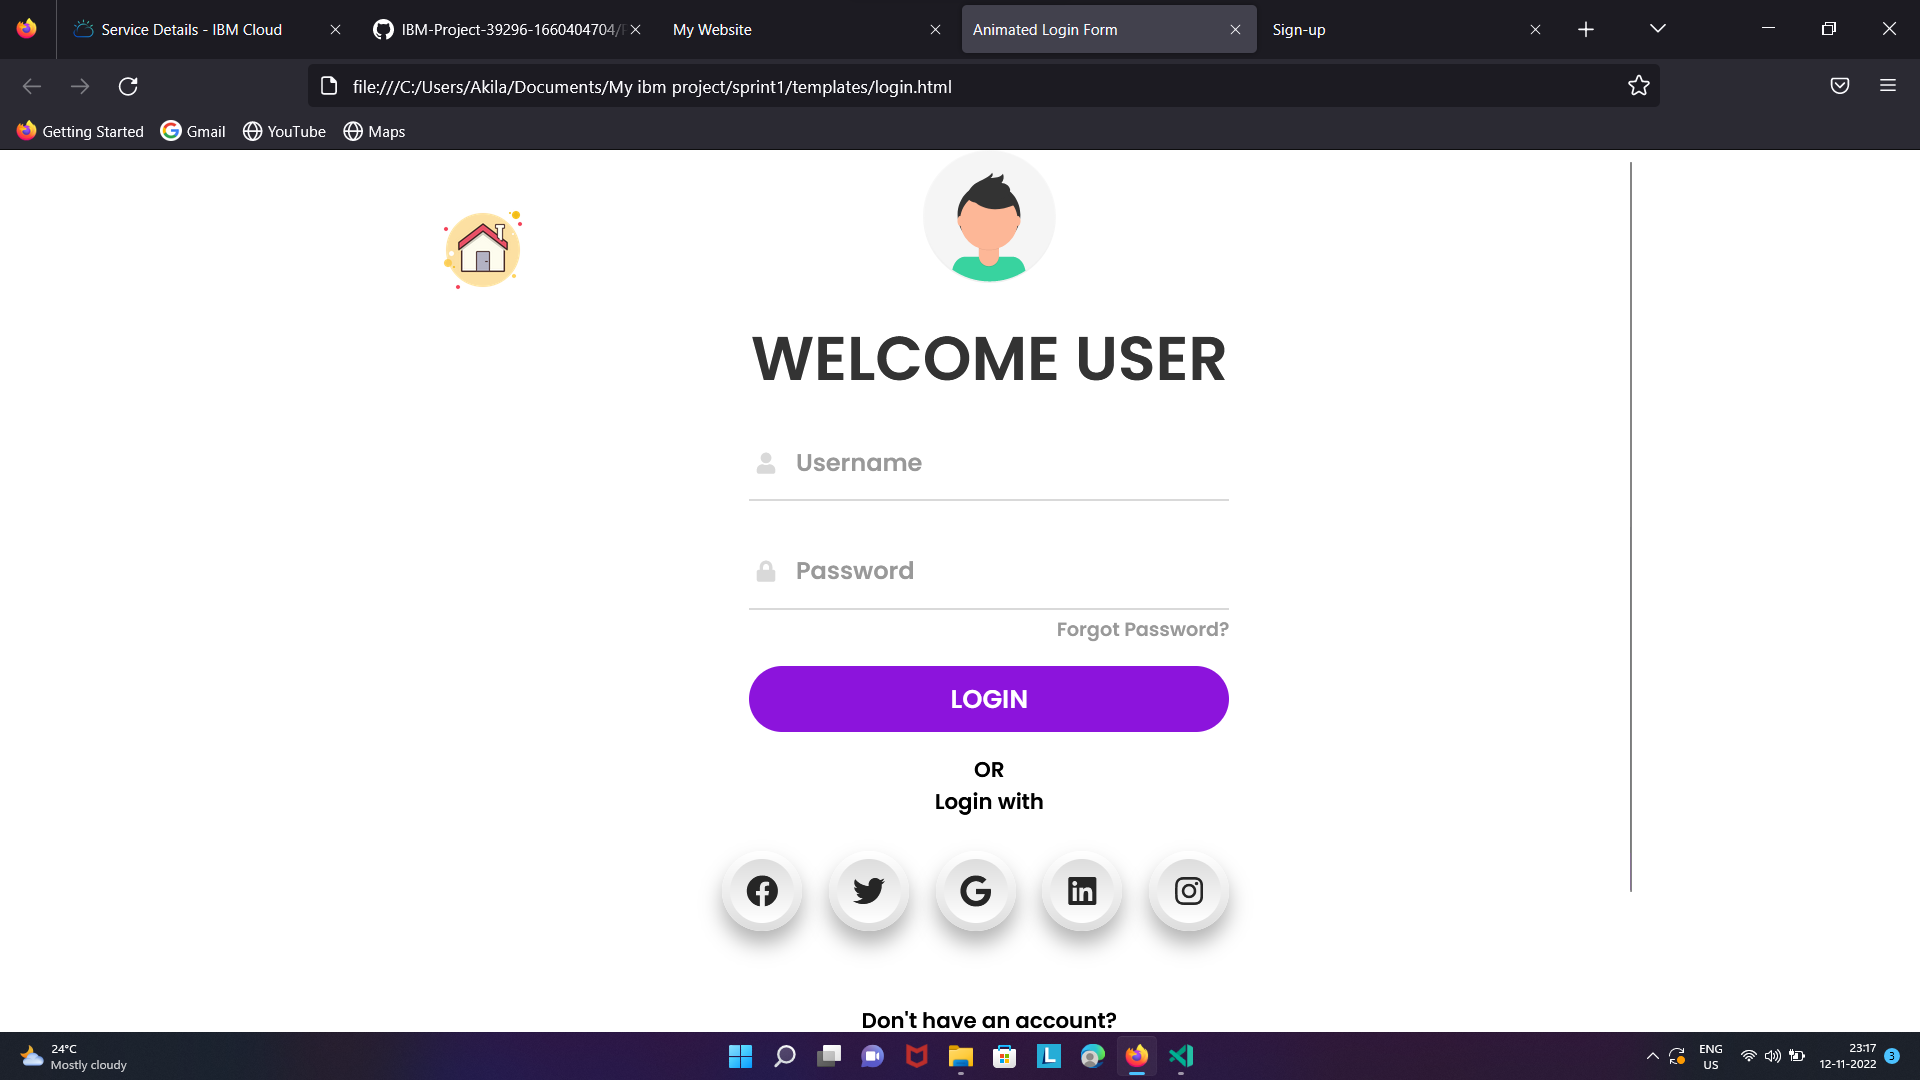 Service Details - IBM Cloud
IBM-Project-39296-1660404704/
My Website
Animated Login Form
Sign-up
file:///C:/Users/Akila/Documents/My ibm project/sprint1/templates/login.html
Getting Started
Gmail
YouTube
Maps
WELCOME USER
Username
Password
Forgot Password?
LOGIN
OR
Login with
Don't have an account?
24°C
Mostly cloudy
L
ENG
US
23:17
12-11-2022
3